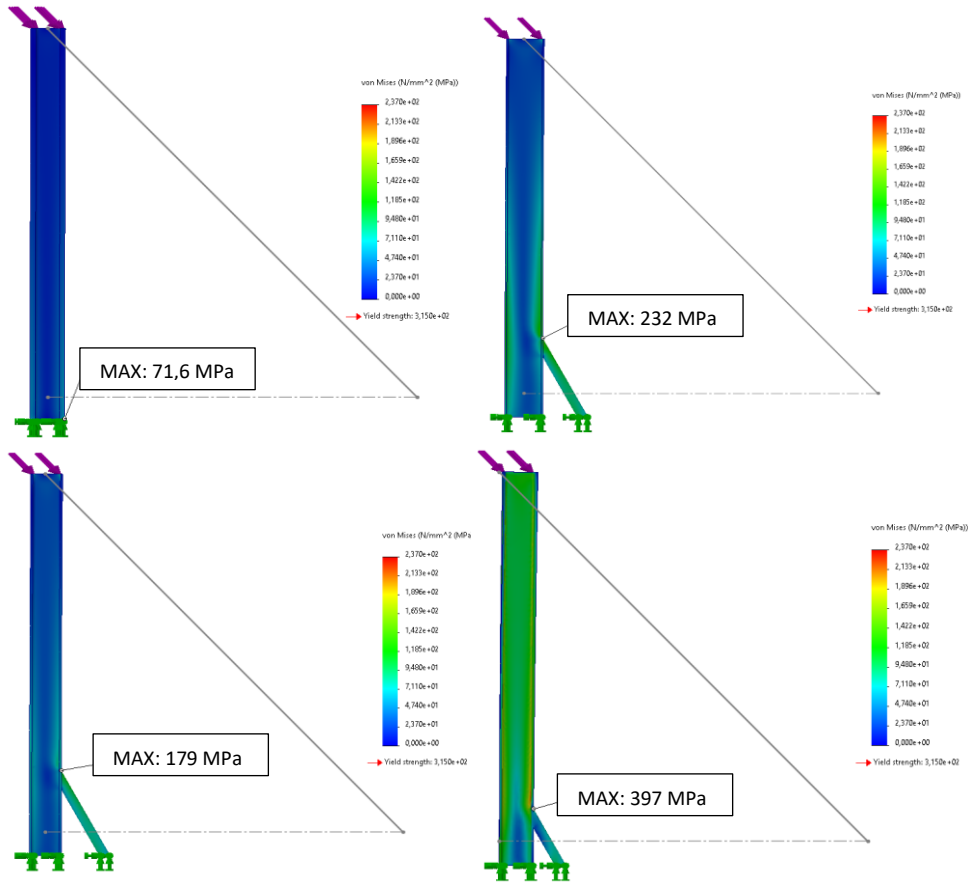 von Mises (N/mm^2 (MPa))
2,370e+02
2,133e+02
1,896e+02
1,659e+02
1,422e+02
1,185e+02
9,480e+01
7,110e+01
4,740e+01
2,370e+01
0,000e+00
Yield strength: 3,150e+02
MAX: 71,6 MPa
von Mises (N/mm^2 (MPa))
2,370e+02
2,133e+02
1,896e+02
1,659e+02
1,422e+02
1,185e+02
9,480e+01
7,110e+01
4,740e+01
2,370e+01
0,000e+00
Yield strength: 3,150e+02
MAX: 232 MPa
von Mises (N/mm^2 (MPa
2,370e+02
2,133e+02
1,896e+02
1,659e+02
1,422e+02
1,185e+02
9,480e+01
7,110e+01
4,740e+01
2,370e+01
0,000e+00
Yield strength: 3,150e+02
MAX: 179 MPa
von Mises (N/mm^2 (MPa))
2,370e+02
2,133e+02
1,896e+02
1,659e+02
1,422e+02
1,185e+02
9,480e+01
7,110e+01
4,740e+01
2,370e+01
0,000e+00
Yield strength: 3,150e+02
MAX: 397 MPa